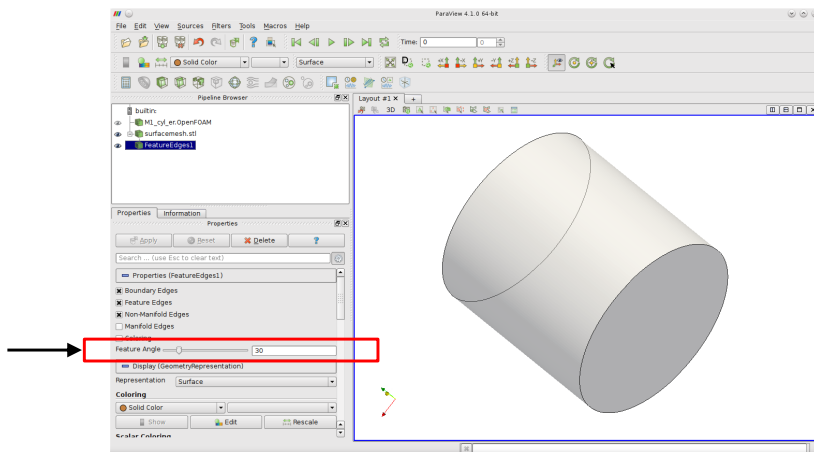 ParaView 4.1.0 64-bit
File Edit View Sources Filters Tools Macros Help
Time: 0 0
Solid Color Surface
Pipeline Browser
Layout #1 × +
3D
builtin:
M1_cyl_er.OpenFOAM
surfacemesh.stl
FeatureEdges1
Properties Information
Properties
Apply Reset Delete ?
Search ... (use Esc to clear text)
Properties (FeatureEdges1)
Boundary Edges
Feature Edges
Non-Manifold Edges
Manifold Edges
Coloring
Feature Angle 30
Display (GeometryRepresentation)
Representation Surface
Coloring
Solid Color
Show Edit Rescale
Scalar Coloring